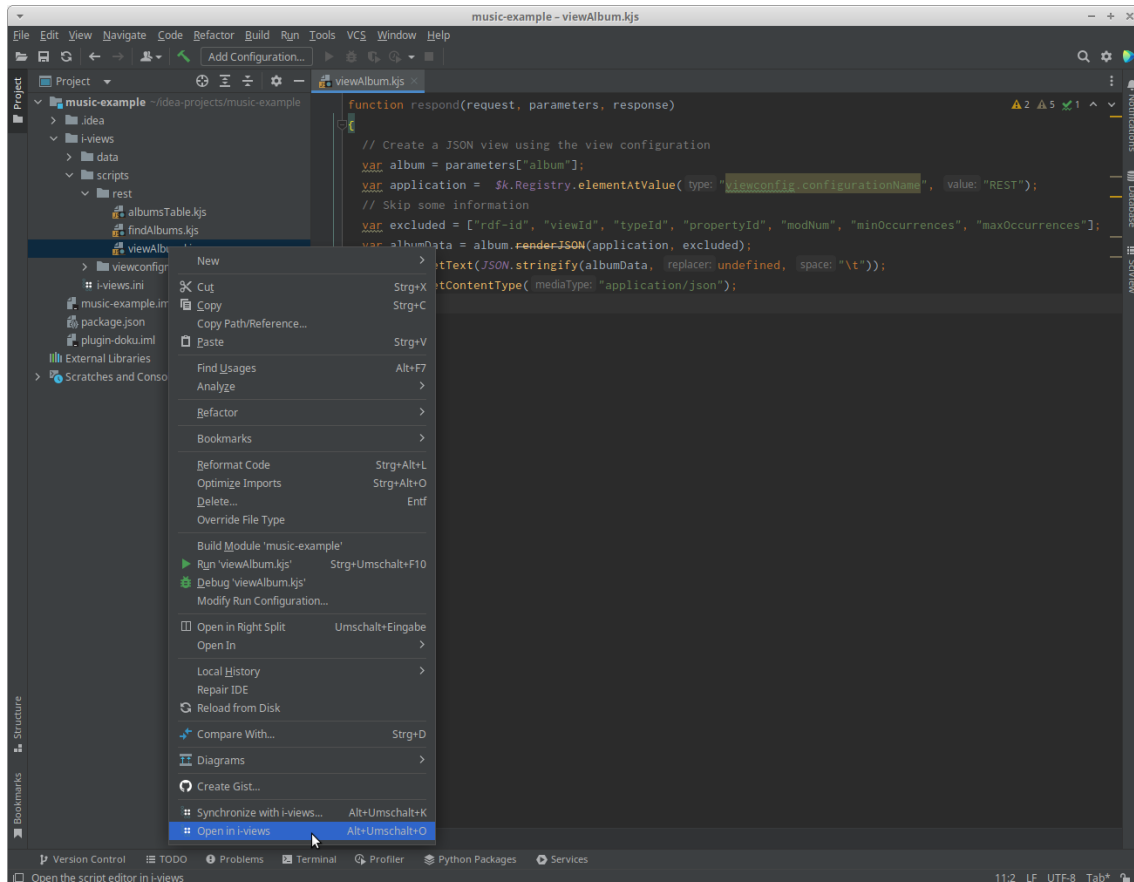 music-example – viewAlbum.kjs
File Edit View Navigate Code Refactor Build Run Tools VCS Window Help
Add Configuration...
Project
viewAlbum.kjs
music-example ~/idea-projects/music-example
.idea
i-views
data
scripts
rest
albumsTable.kjs
findAlbums.kjs
i-views.ini
package.json
plugin-doku.iml
External Libraries
Scratches and Conso
function respond(request, parameters, response)
{
// Create a JSON view using the view configuration
var album = parameters["album"];
var application = $k.Registry.elementAtValue( type: "viewconfig.configurationName", value: "REST");
// Skip some information
var excluded = ["rdf-id", "viewId", "typeId", "propertyId", "modNum", "minOccurrences", "maxOccurrences"];
var albumData = album.renderJSON(application, excluded);
etText(JSON.stringify(albumData, replacer: undefined, space: "\t"));
etContentType( mediaType: "application/json");
2 5 1
New
Cut Strg+X
Copy Strg+C
Copy Path/Reference...
Paste Strg+V
Find Usages Alt+F7
Analyze
Refactor
Bookmarks
Reformat Code Strg+Alt+L
Optimize Imports Strg+Alt+O
Delete... Entf
Override File Type
Build Module 'music-example'
Run 'viewAlbum.kjs' Strg+Umschalt+F10
Debug 'viewAlbum.kjs'
Modify Run Configuration...
Open in Right Split Umschalt+Eingabe
Open In
Local History
Repair IDE
Reload from Disk
Compare With... Strg+D
Diagrams
Create Gist...
Synchronize with i-views... Alt+Umschalt+K
Open in i-views Alt+Umschalt+O
Project
Structure
Bookmarks
Notifications
Database
SciView
Version Control TODO Problems Terminal Profiler Python Packages Services
Open the script editor in i-views
11:2 LF UTF-8 Tab*